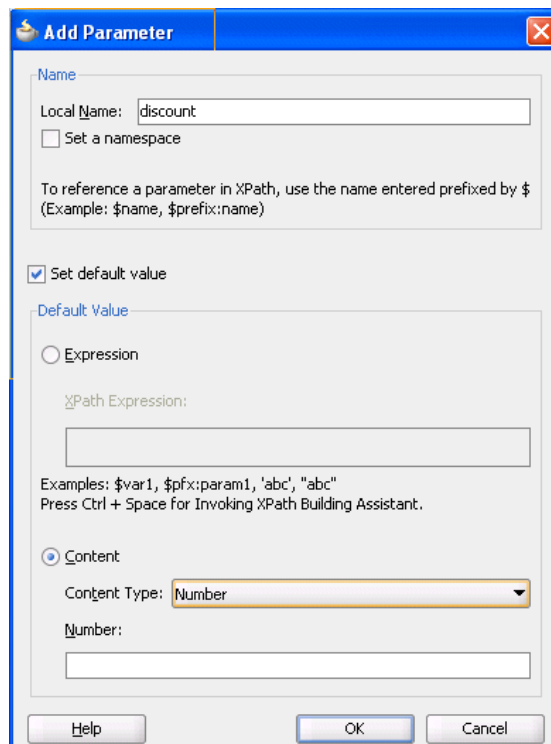 Add Parameter
Name
Local Name: discount
Set a namespace
To reference a parameter in XPath, use the name entered prefixed by $
(Example: $name, $prefix:name)
Set default value
Default Value
Expression
XPath Expression:
Examples: $var1, $pfx:param1, 'abc', "abc"
Press Ctrl + Space for Invoking XPath Building Assistant.
Content
Content Type: Number
Number:
Help OK Cancel